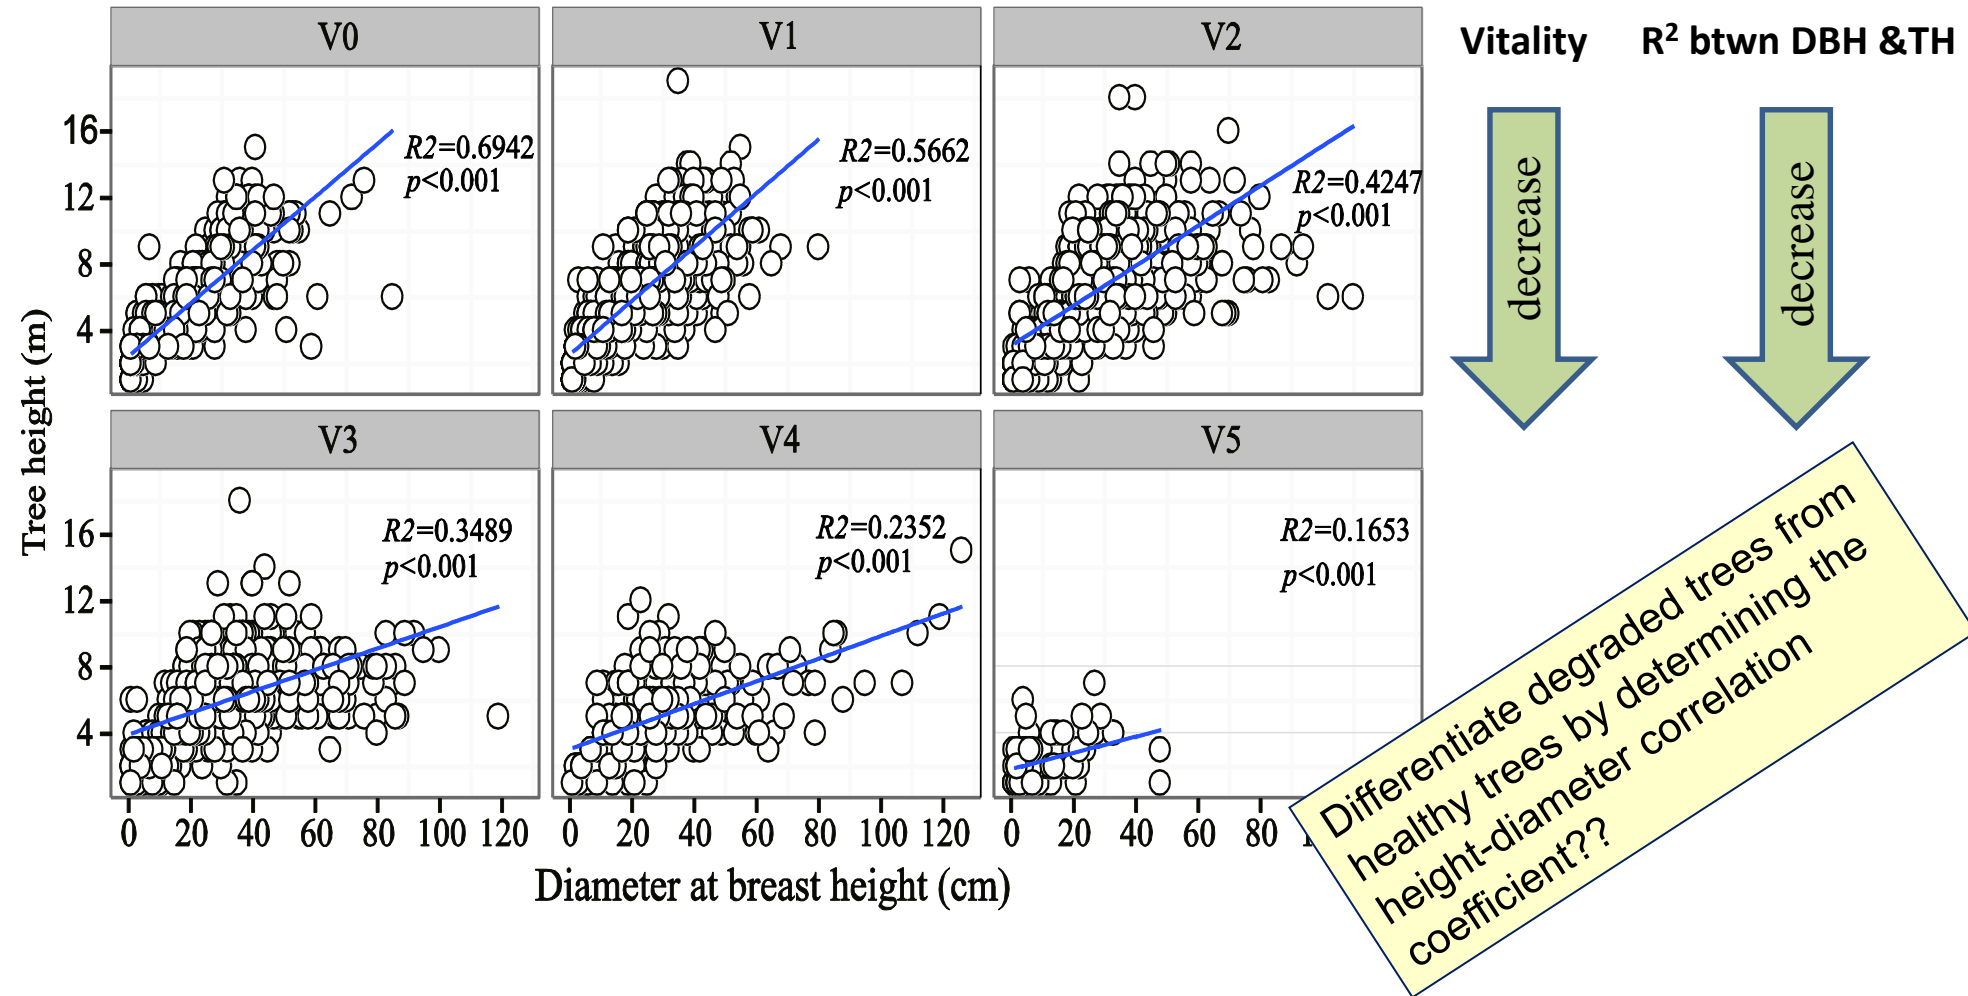 V0
V1
V2
Vitality
R² btwn DBH &TH
R2=0.6942
p<0.001
R2=0.5662
p<0.001
R2=0.4247
p<0.001
16
12
8
4
decrease
decrease
Tree height (m)
V3
V4
V5
R2=0.3489
p<0.001
R2=0.2352
p<0.001
R2=0.1653
p<0.001
16
12
8
4
0 20 40 60 80 100 120
0 20 40 60 80 100 120
0 20 40 60 80
Diameter at breast height (cm)
Differentiate degraded trees from
healthy trees by determining the
height-diameter correlation
coefficient??